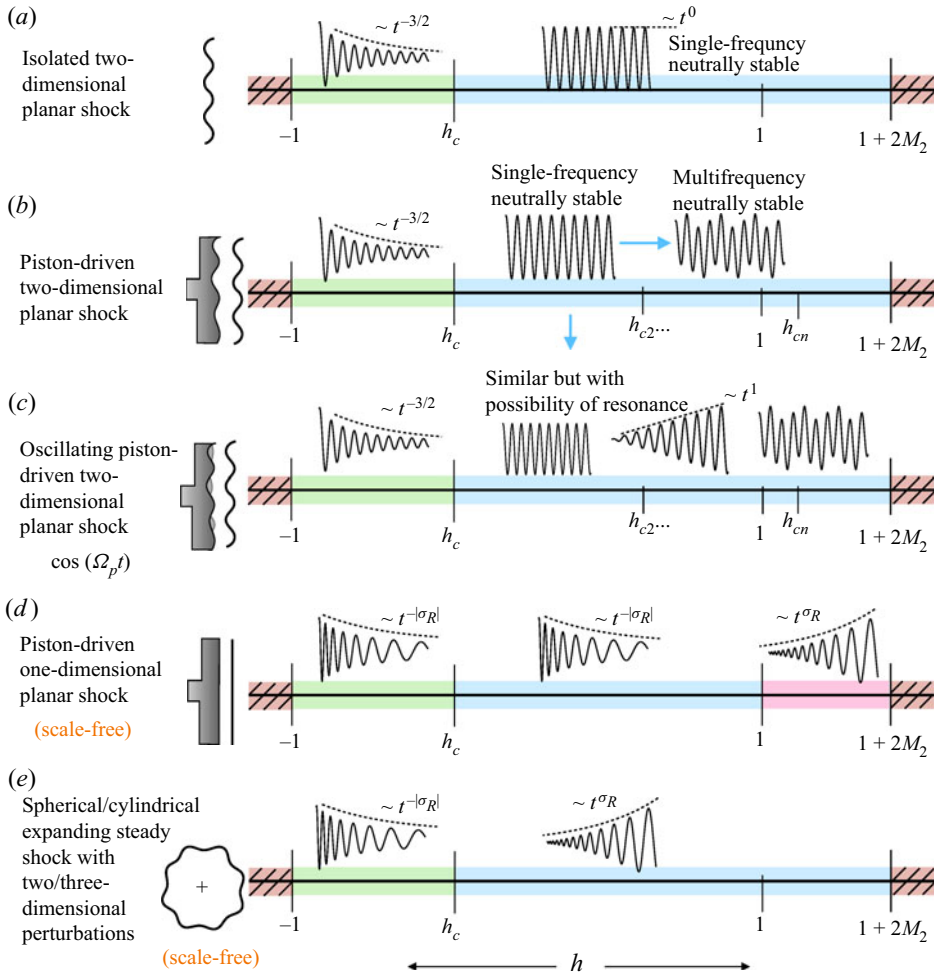 (a)
Isolated two-
dimensional
planar shock
~ t^{-3/2}
~ t^0
Single-frequncy
neutrally stable
–1
h_c
1
1 + 2M_2
(b)
Piston-driven
two-dimensional
planar shock
~ t^{-3/2}
Single-frequency
neutrally stable
Multifrequency
neutrally stable
–1
h_c
h_{c2}...
1
h_{cn}
1 + 2M_2
(c)
Oscillating piston-
driven two-
dimensional
planar shock
cos (Ω_p t)
~ t^{-3/2}
Similar but with
possibility of resonance
~ t^1
–1
h_c
h_{c2}...
1
h_{cn}
1 + 2M_2
(d)
Piston-driven
one-dimensional
planar shock
(scale-free)
~ t^{-|σ_R|}
~ t^{-|σ_R|}
~ t^{σ_R}
–1
h_c
1
1 + 2M_2
(e)
Spherical/cylindrical
expanding steady
shock with
two/three-
dimensional
perturbations
+
(scale-free)
~ t^{-|σ_R|}
~ t^{σ_R}
–1
h_c
1
1 + 2M_2
h